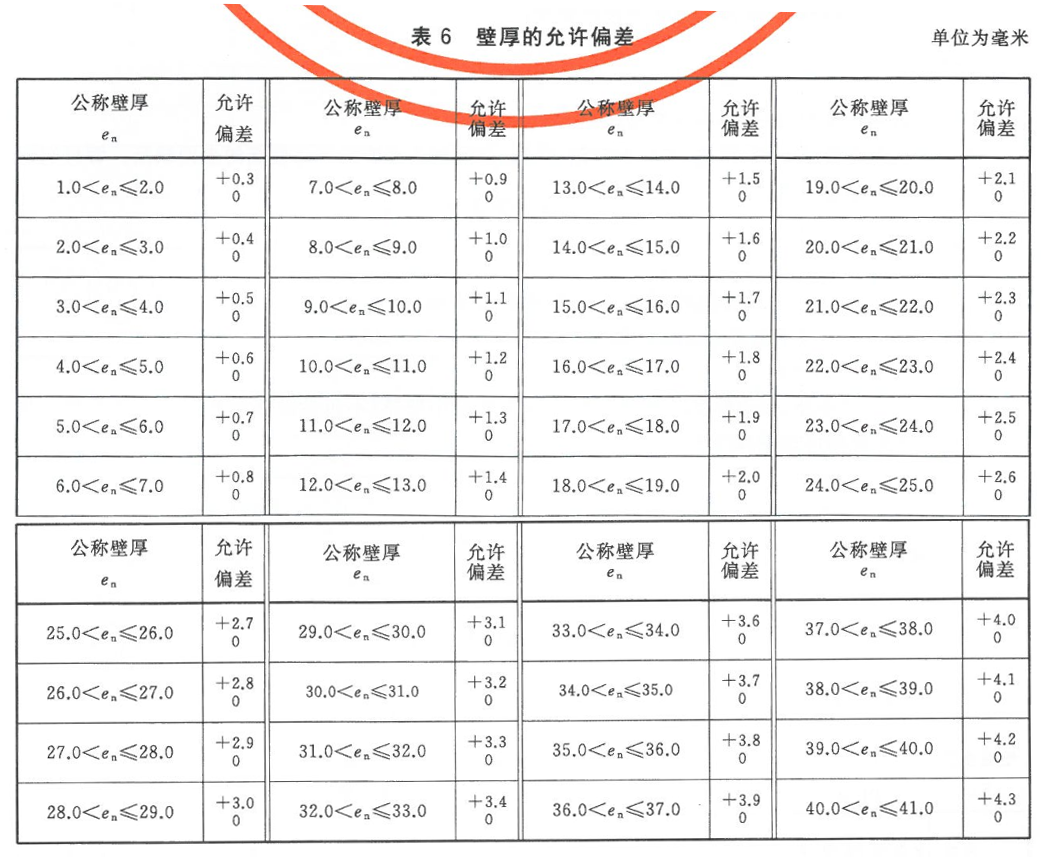 表 6 壁厚的允许偏差
单位为毫米
公称壁厚 en 允许偏差 公称壁厚 en 允许偏差 公称壁厚 en 允许偏差 公称壁厚 en 允许偏差
1.0<en⩽2.0 +0.3 0 7.0<en⩽8.0 +0.9 0 13.0<en⩽14.0 +1.5 0 19.0<en⩽20.0 +2.1 0
2.0<en⩽3.0 +0.4 0 8.0<en⩽9.0 +1.0 0 14.0<en⩽15.0 +1.6 0 20.0<en⩽21.0 +2.2 0
3.0<en⩽4.0 +0.5 0 9.0<en⩽10.0 +1.1 0 15.0<en⩽16.0 +1.7 0 21.0<en⩽22.0 +2.3 0
4.0<en⩽5.0 +0.6 0 10.0<en⩽11.0 +1.2 0 16.0<en⩽17.0 +1.8 0 22.0<en⩽23.0 +2.4 0
5.0<en⩽6.0 +0.7 0 11.0<en⩽12.0 +1.3 0 17.0<en⩽18.0 +1.9 0 23.0<en⩽24.0 +2.5 0
6.0<en⩽7.0 +0.8 0 12.0<en⩽13.0 +1.4 0 18.0<en⩽19.0 +2.0 0 24.0<en⩽25.0 +2.6 0
公称壁厚 en 允许偏差 公称壁厚 en 允许偏差 公称壁厚 en 允许偏差 公称壁厚 en 允许偏差
25.0<en⩽26.0 +2.7 0 29.0<en⩽30.0 +3.1 0 33.0<en⩽34.0 +3.6 0 37.0<en⩽38.0 +4.0 0
26.0<en⩽27.0 +2.8 0 30.0<en⩽31.0 +3.2 0 34.0<en⩽35.0 +3.7 0 38.0<en⩽39.0 +4.1 0
27.0<en⩽28.0 +2.9 0 31.0<en⩽32.0 +3.3 0 35.0<en⩽36.0 +3.8 0 39.0<en⩽40.0 +4.2 0
28.0<en⩽29.0 +3.0 0 32.0<en⩽33.0 +3.4 0 36.0<en⩽37.0 +3.9 0 40.0<en⩽41.0 +4.3 0